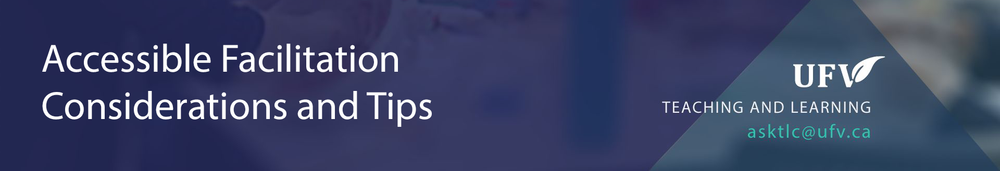 Accessible Facilitation
Considerations and Tips
UFV
TEACHING AND LEARNING
asktlc@ufv.ca